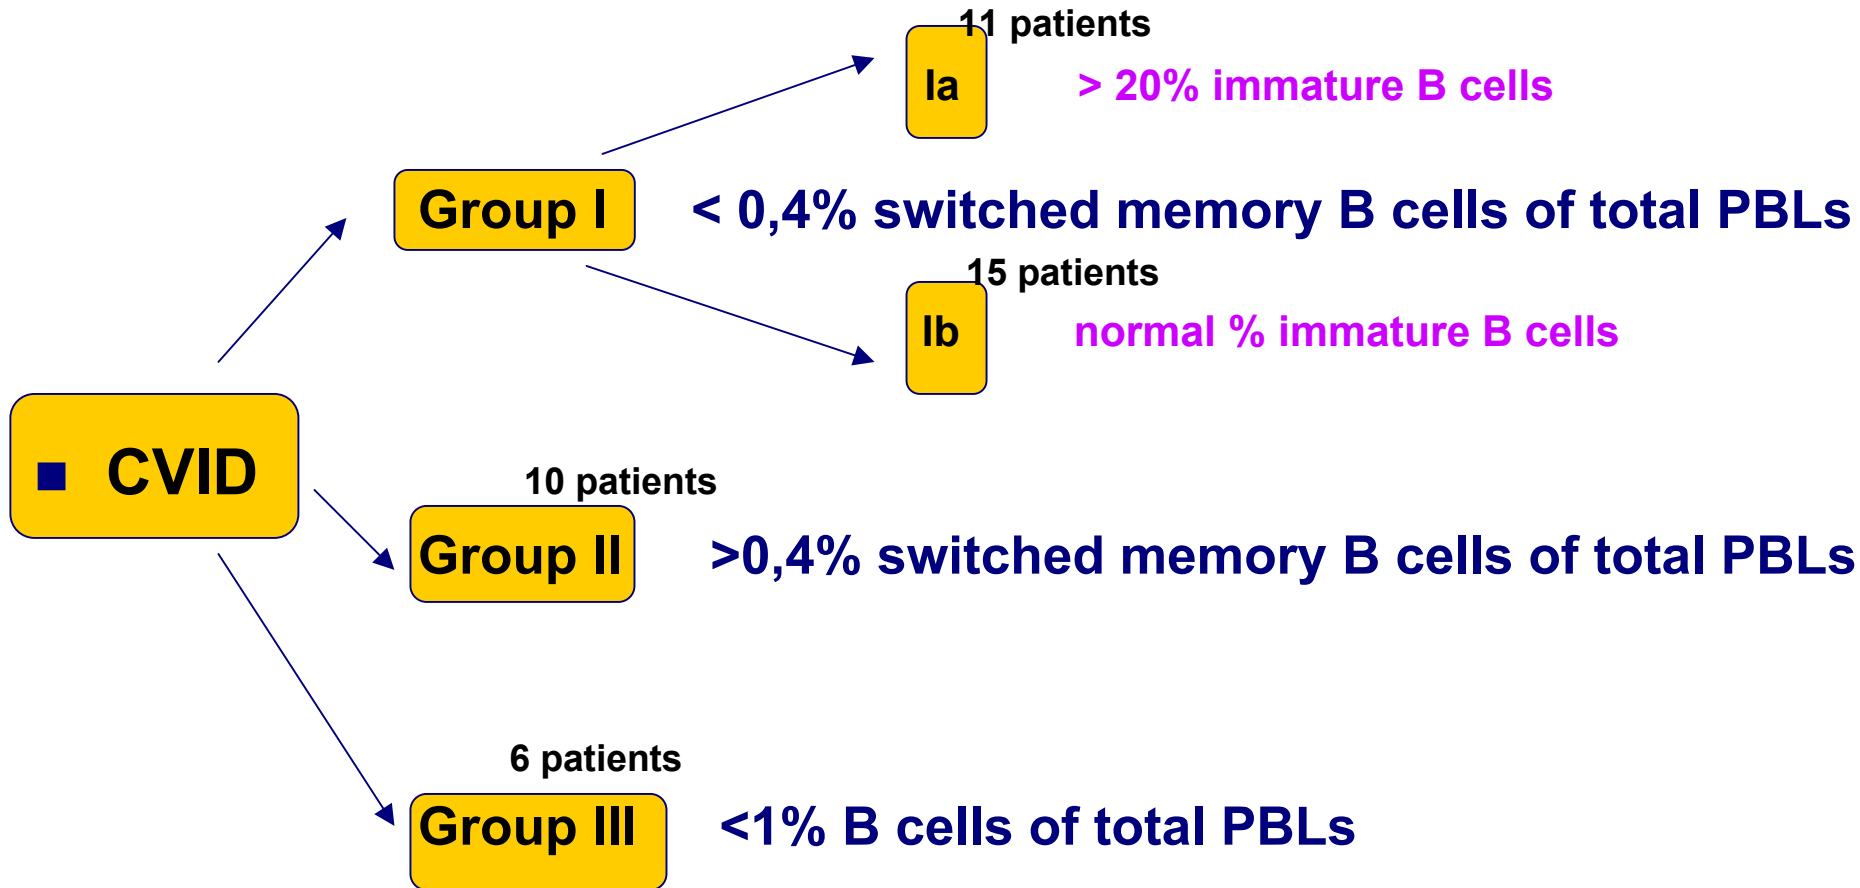 11 patients
Ia > 20% immature B cells
Group I < 0,4% switched memory B cells of total PBLs
15 patients
Ib normal % immature B cells
■ CVID
10 patients
Group II >0,4% switched memory B cells of total PBLs
6 patients
Group III <1% B cells of total PBLs